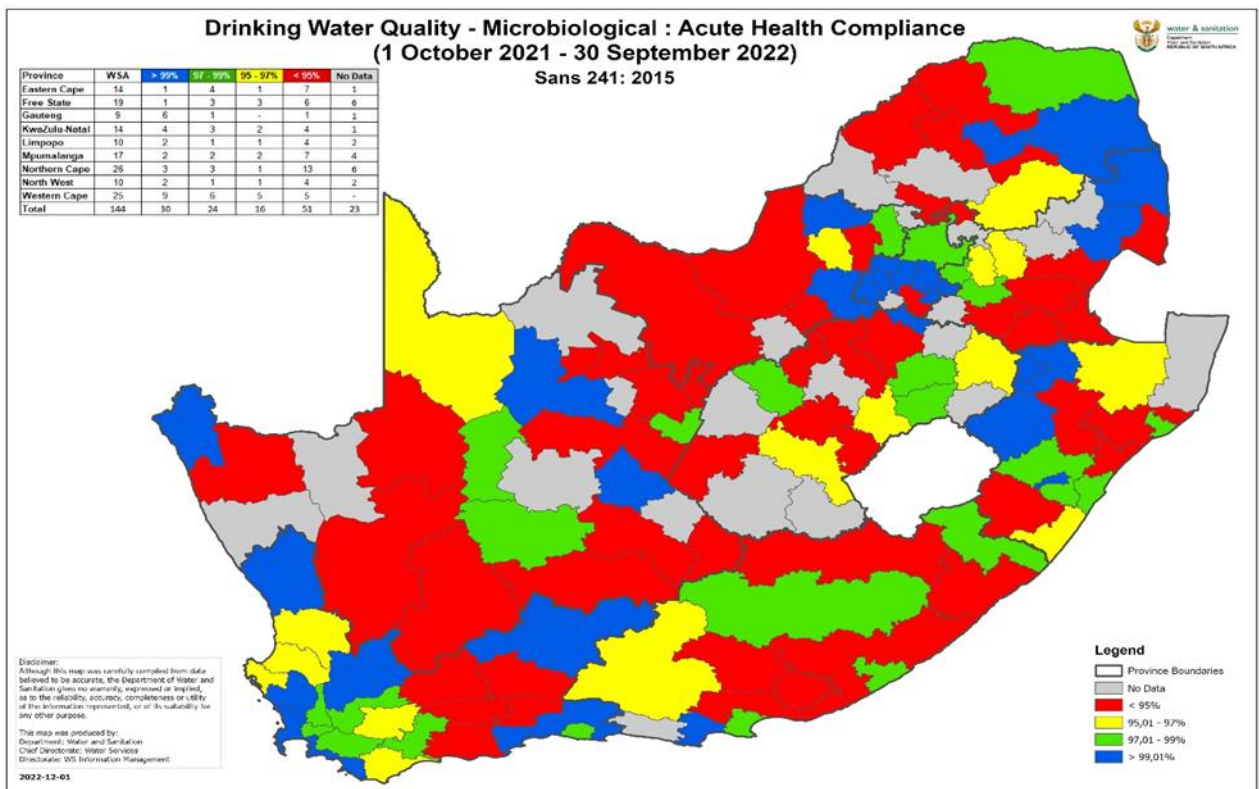 Drinking Water Quality - Microbiological : Acute Health Compliance
(1 October 2021 - 30 September 2022)
Sans 241: 2015
water & sanitation
Department:
Water and Sanitation
REPUBLIC OF SOUTH AFRICA
Province WSA > 99% 97 - 99% 95 - 97% < 95% No Data
Eastern Cape 14 1 4 1 7 1
Free State 19 1 3 3 6 6
Gauteng 9 6 1 - 1 1
KwaZulu-Natal 14 4 3 2 4 1
Limpopo 10 2 1 1 4 2
Mpumalanga 17 2 2 2 7 4
Northern Cape 26 3 3 1 13 6
North West 10 2 1 1 4 2
Western Cape 25 9 6 5 5 -
Total 144 30 24 16 51 23
Disclaimer:
Although this map was carefully compiled from data
believed to be accurate, the Department of Water and
Sanitation gives no warranty, expressed or implied,
as to the reliability, accuracy, completeness or utility
of the information represented, or of its suitability for
any other purpose.
This map was produced by:
Department: Water and Sanitation
Chief Directorate: Water Services
Directorate: WS Information Management
2022-12-01
Legend
Province Boundaries
No Data
< 95%
95,01 - 97%
97,01 - 99%
> 99,01%